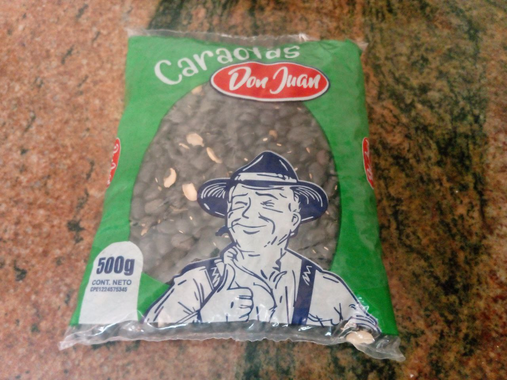 Caraotas
Don Juan
500g
CONT. NETO